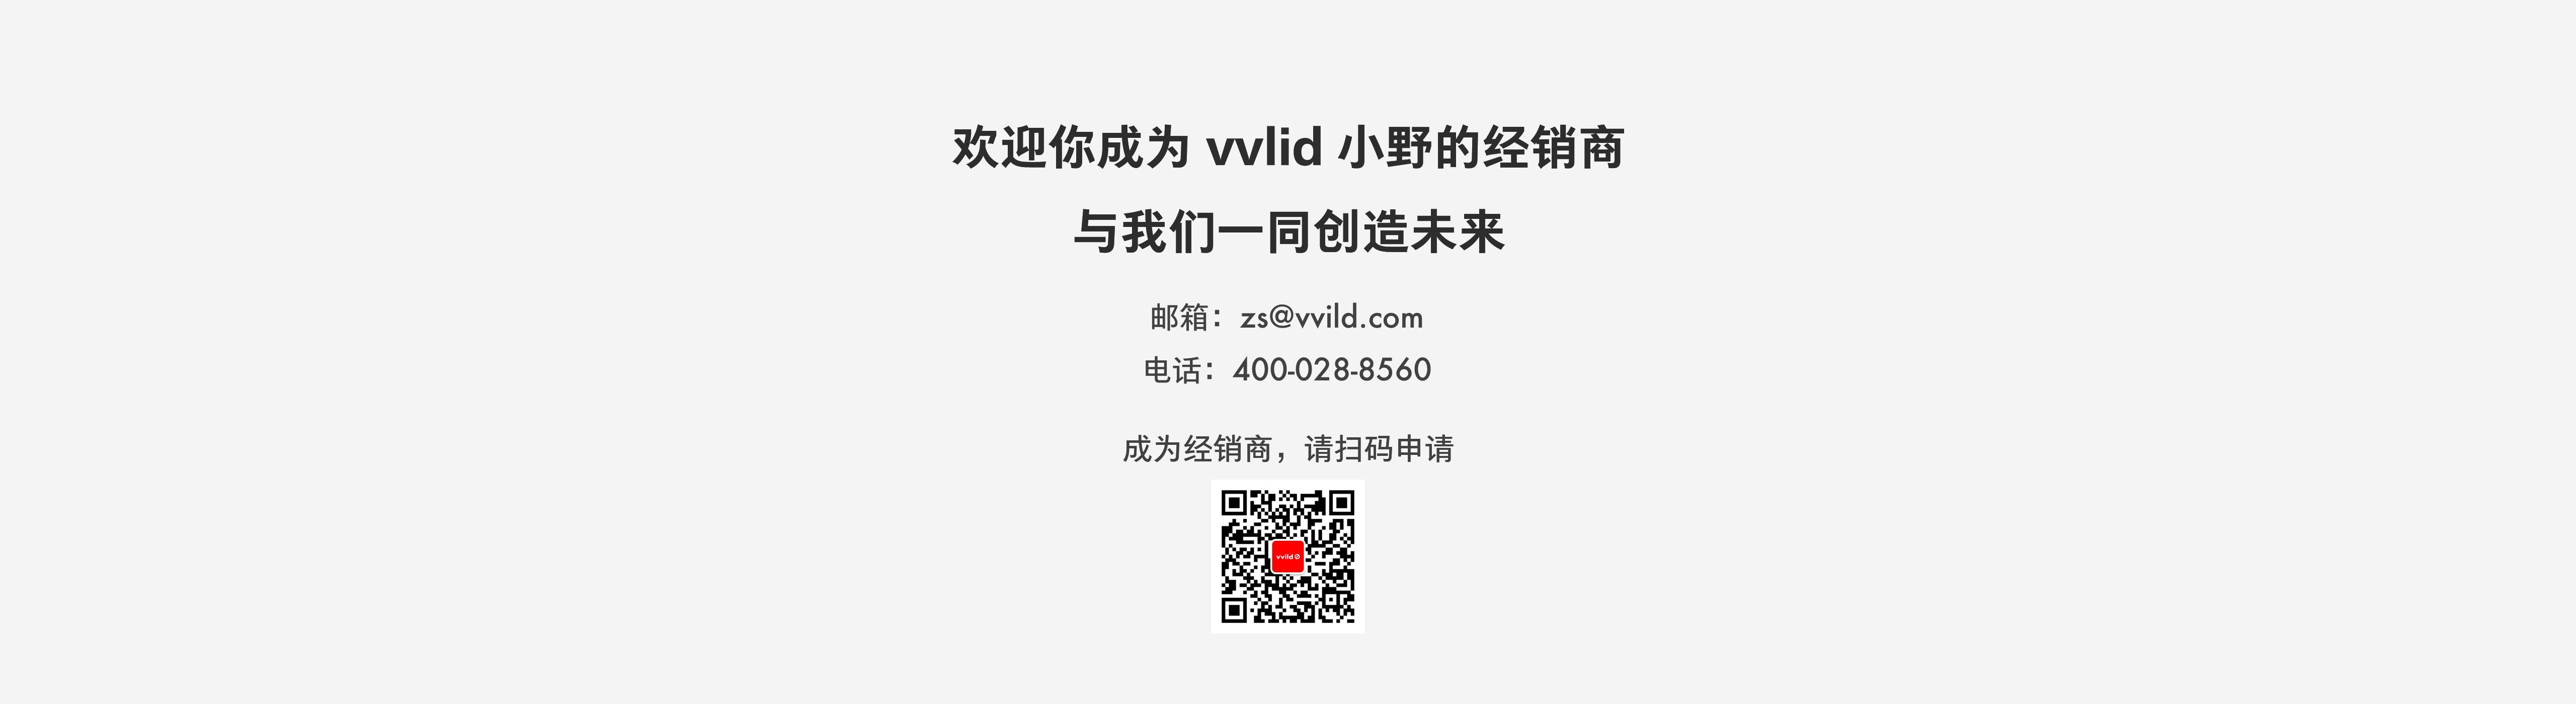 欢迎你成为 vvlid 小野的经销商
与我们一同创造未来
邮箱：zs@vvild.com
电话：400-028-8560
成为经销商，请扫码申请
vvild